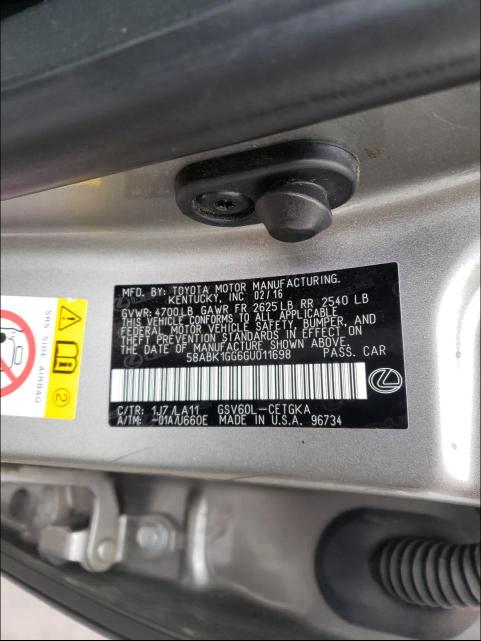 MFD. BY: TOYOTA MOTOR MANUFACTURING.
KENTUCKY, INC 02/16
GVWR: 4700LB GAWR FR 2625LB RR 2540 LB
THIS VEHICLE CONFORMS TO ALL APPLICABLE
FEDERAL MOTOR VEHICLE SAFETY, BUMPER, AND
THEFT PREVENTION STANDARDS IN EFFECT ON
THE DATE OF MANUFACTURE SHOWN ABOVE.
58ABK1GG6GU011698 PASS. CAR
C/TR: 1J7/LA11 GSV60L-CETGKA
A/TM: -01A/U660E MADE IN U.S.A. 96734
SRS SIDE AIRBAG
2